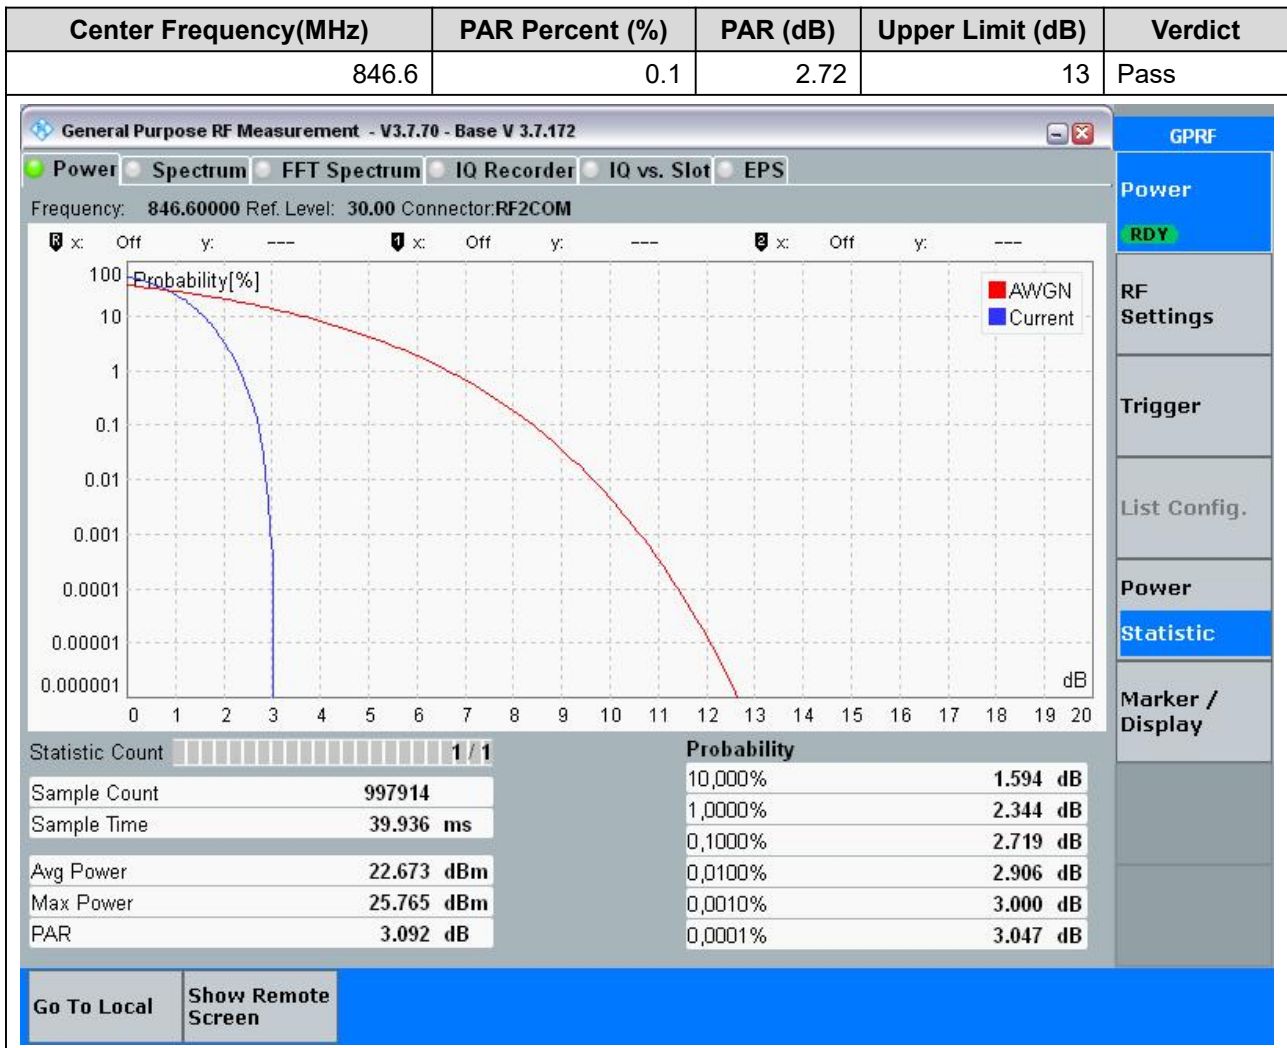 Center Frequency(MHz) PAR Percent (%) PAR (dB) Upper Limit (dB) Verdict
846.6 0.1 2.72 13 Pass
General Purpose RF Measurement - V3.7.70 - Base V 3.7.172
GPRF
Power Spectrum FFT Spectrum IQ Recorder IQ vs. Slot EPS
Power
RDY
Frequency: 846.60000 Ref. Level: 30.00 Connector:RF2COM
R x: Off y: --- 1 x: Off y: --- 2 x: Off y: ---
Probability[%]
AWGN
Current
100
10
1
0.1
0.01
0.001
0.0001
0.00001
0.000001
dB
0 1 2 3 4 5 6 7 8 9 10 11 12 13 14 15 16 17 18 19 20
RF
Settings
Trigger
List Config.
Power
Statistic
Marker /
Display
Statistic Count 1 / 1
Sample Count 997914
Sample Time 39.936 ms
Avg Power 22.673 dBm
Max Power 25.765 dBm
PAR 3.092 dB
Probability
10,000% 1.594 dB
1,0000% 2.344 dB
0,1000% 2.719 dB
0,0100% 2.906 dB
0,0010% 3.000 dB
0,0001% 3.047 dB
Go To Local
Show Remote
Screen